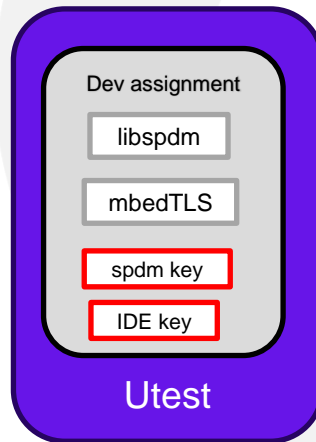 Dev assignment
libspdm
mbedTLS
spdm key
IDE key
Utest